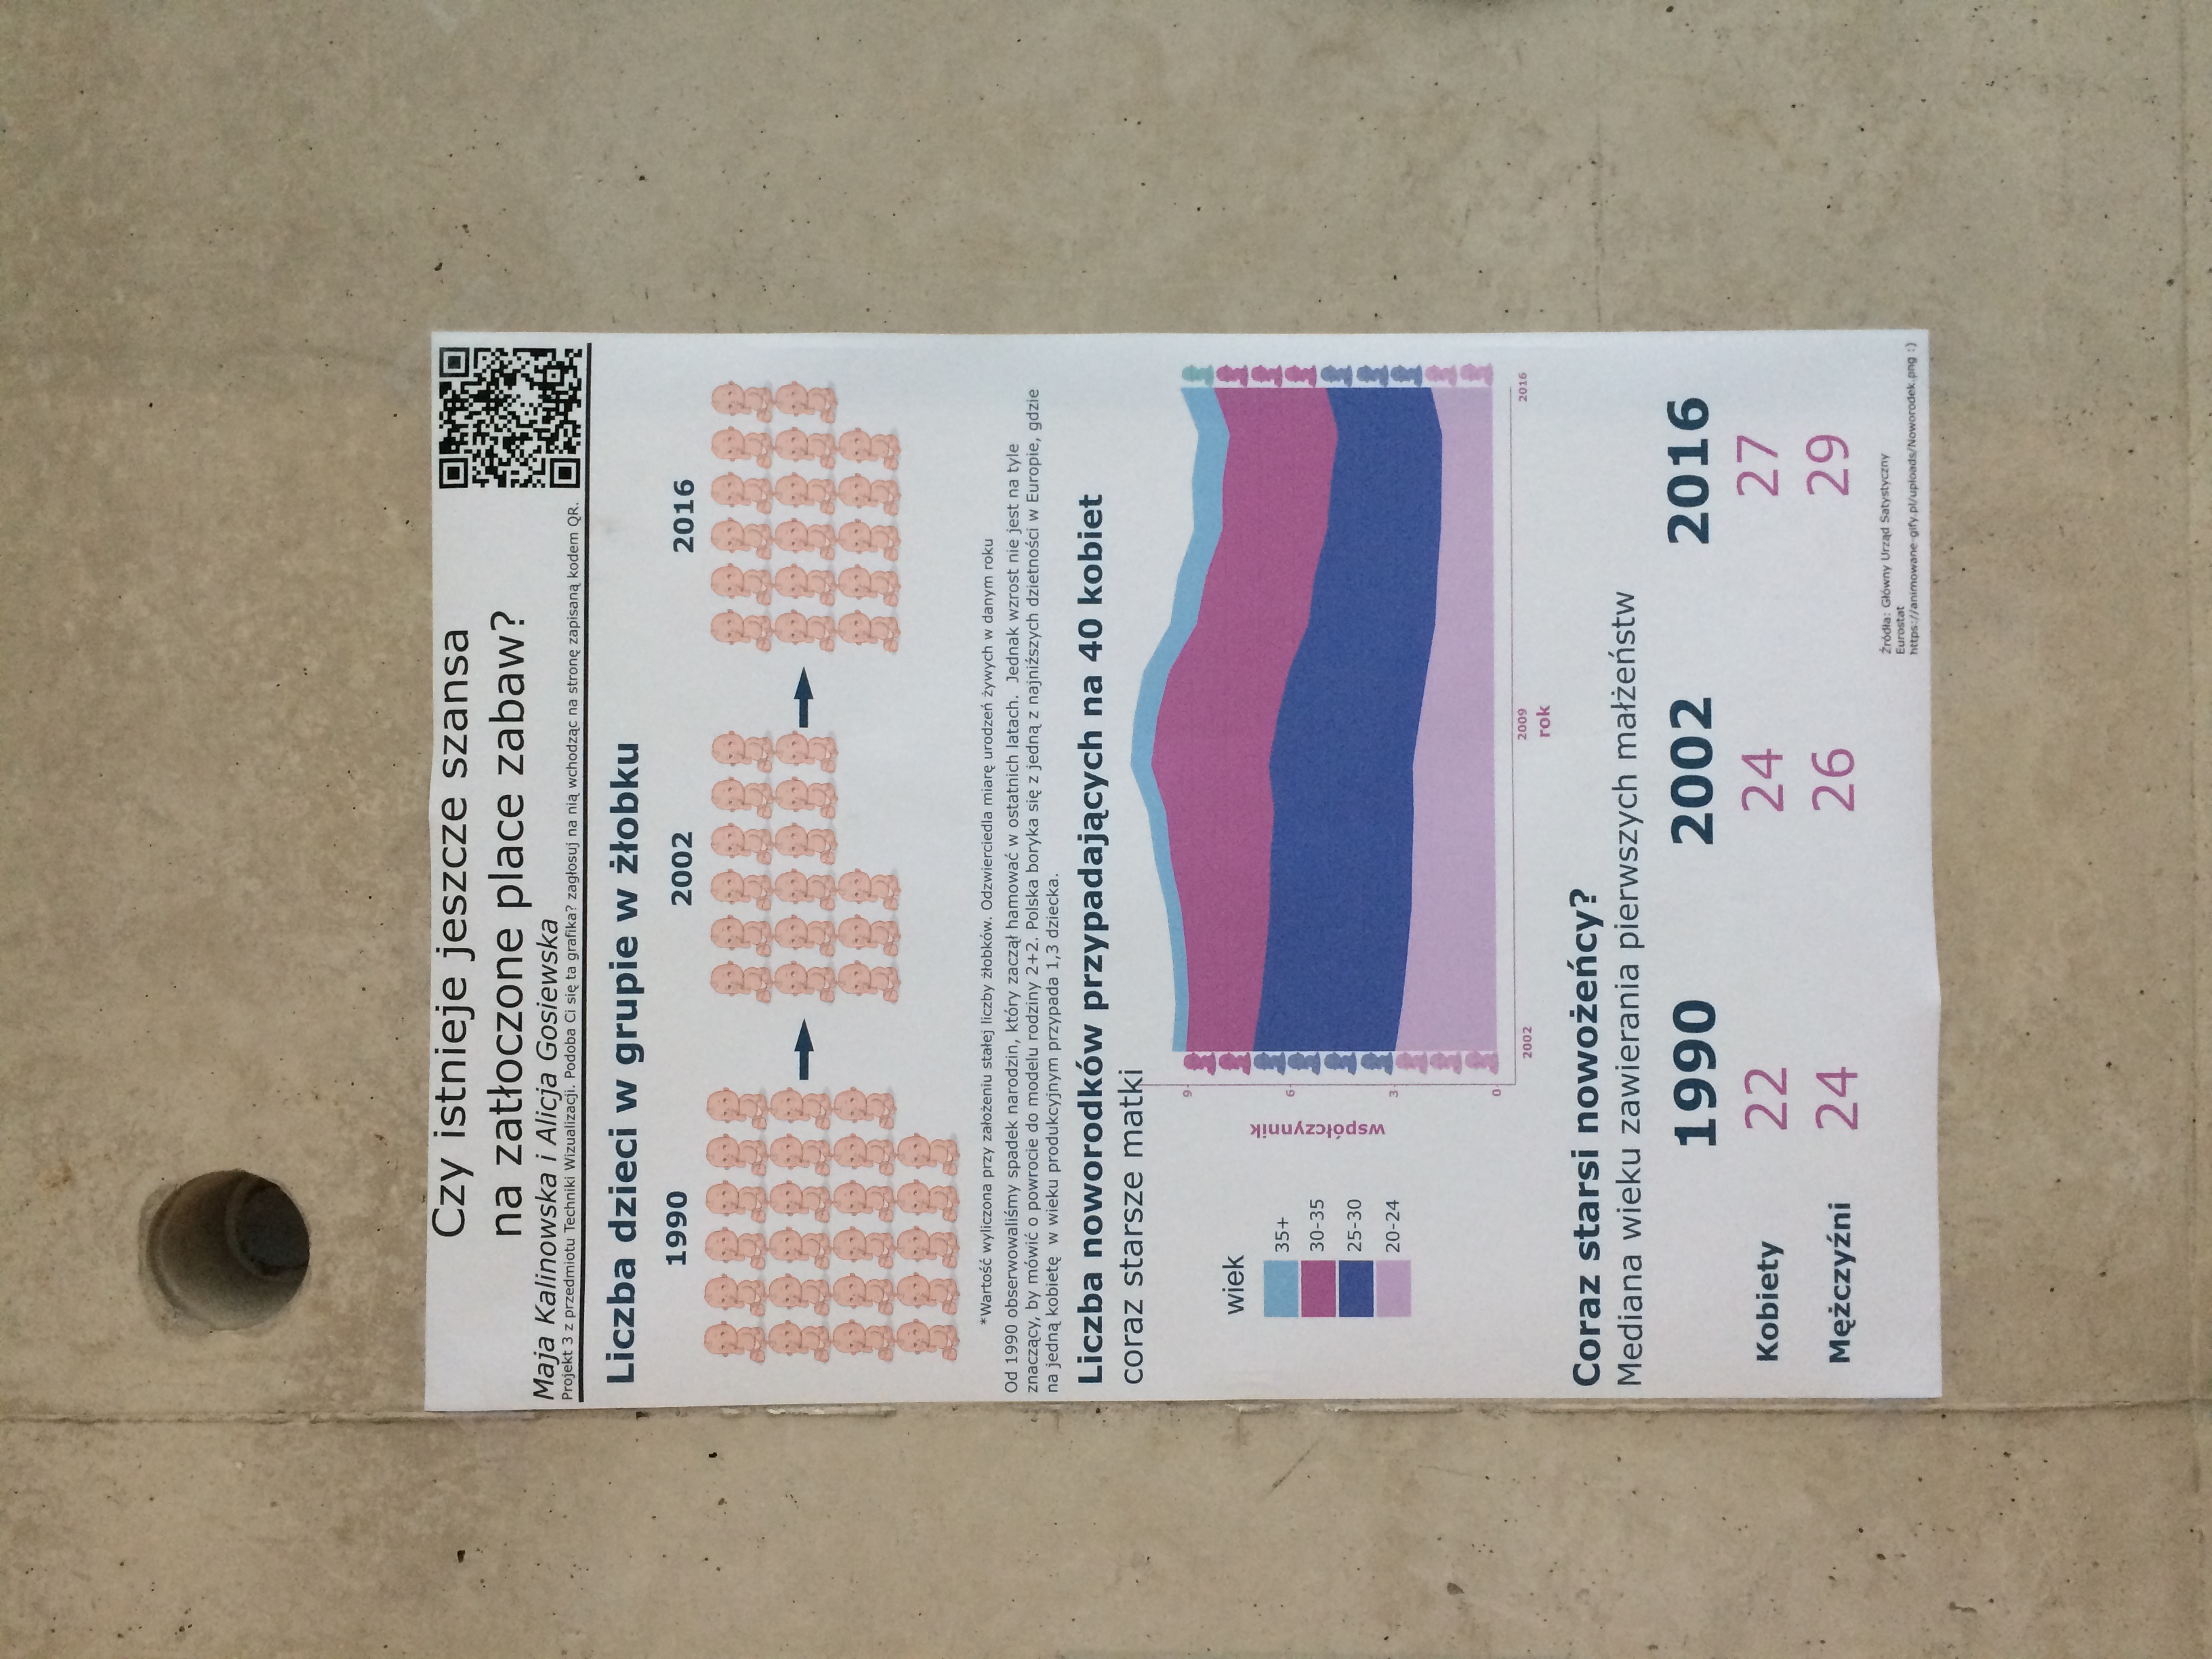 Czy istnieje jeszcze szansa
na zatłoczone place zabaw?
Maja Kalinowska i Alicja Gosiewska
Projekt 3 z przedmiotu Techniki Wizualizacji. Podoba Ci się ta grafika? zagłosuj na nią wchodząc na stronę zapisaną kodem QR.
Liczba dzieci w grupie w żłobku
1990 2002 2016
*Wartość wyliczona przy założeniu stałej liczby żłobków. Odzwierciedla miarę urodzeń żywych w danym roku
Od 1990 obserwowaliśmy spadek narodzin, który zaczął hamować w ostatnich latach. Jednak wzrost nie jest na tyle
znaczący, by mówić o powrocie do modelu rodziny 2+2. Polska boryka się z jedną z najniższych dzietności w Europie, gdzie
na jedną kobietę w wieku produkcyjnym przypada 1,3 dziecka.
Liczba noworodków przypadających na 40 kobiet
coraz starsze matki
wiek
35+
30-35
25-30
20-24
współczynnik
9
6
3
0
2002 2009 2016
rok
Coraz starsi nowożeńcy?
Mediana wieku zawierania pierwszych małżeństw
1990 2002 2016
Kobiety 22 24 27
Mężczyźni 24 26 29
Źródła: Główny Urząd Satystyczny
Eurostat
https://animowane-gify.pl/uploads/Noworodek.png :)